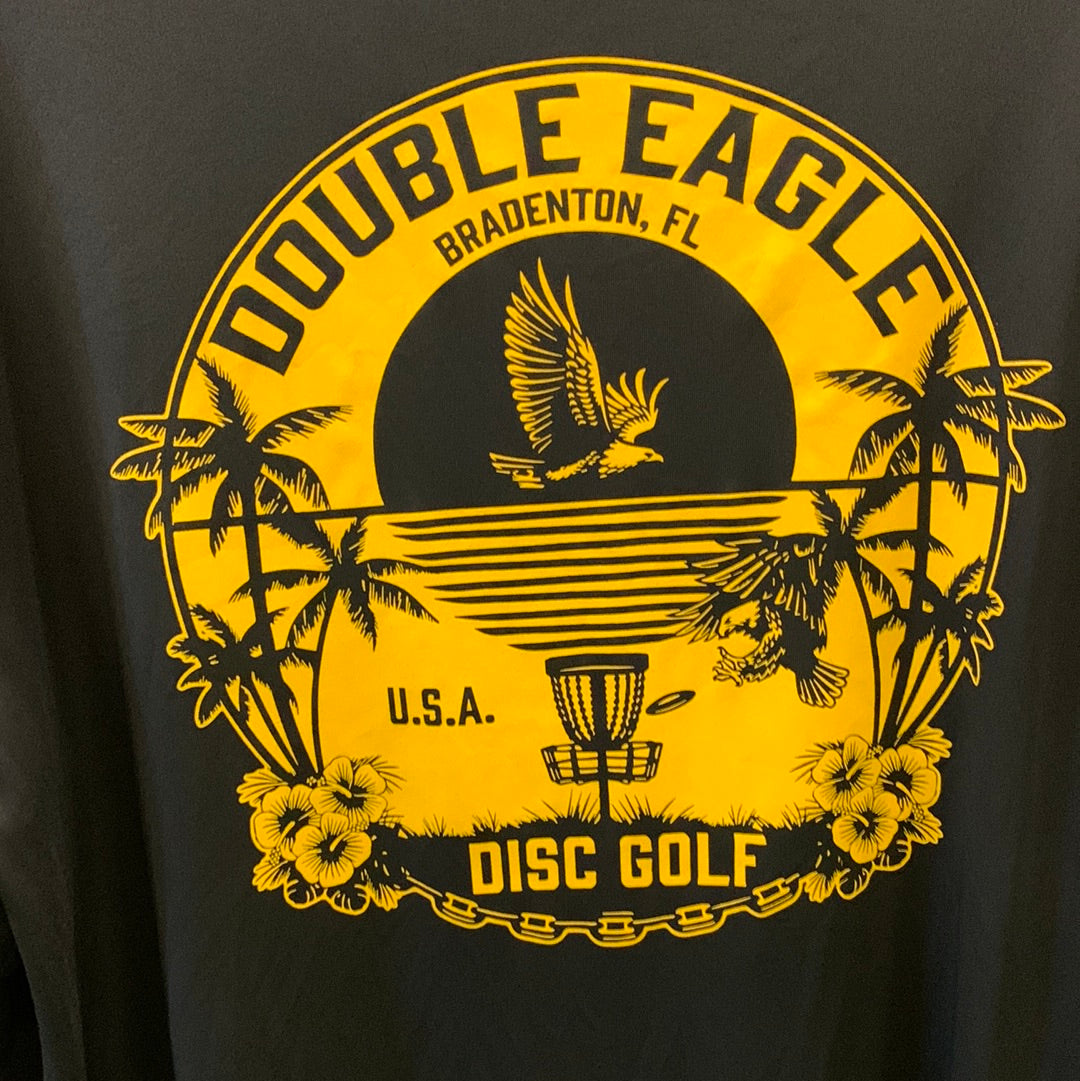 DOUBLE EAGLE
BRADENTON, FL
U.S.A.
DISC GOLF